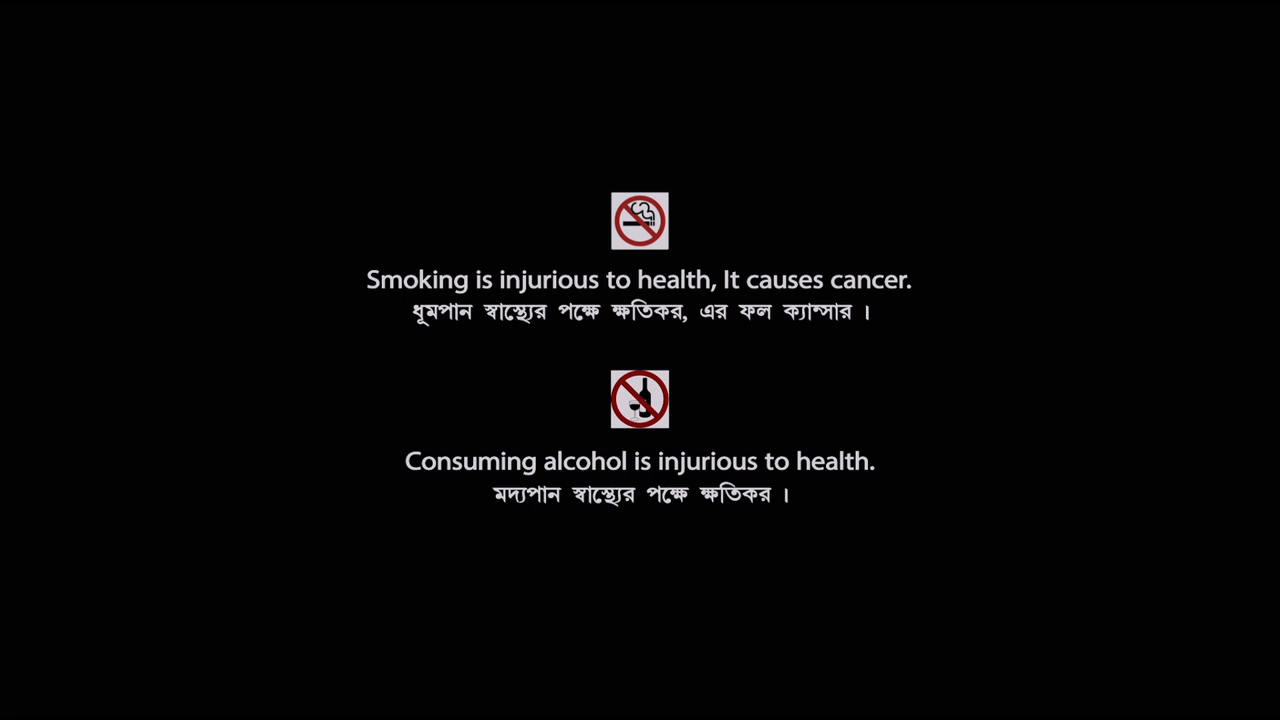 Smoking is injurious to health, It causes cancer.
ধূমপান স্বাস্থ্যের পক্ষে ক্ষতিকর, এর ফল ক্যান্সার ।
Consuming alcohol is injurious to health.
মদ্যপান স্বাস্থ্যের পক্ষে ক্ষতিকর ।